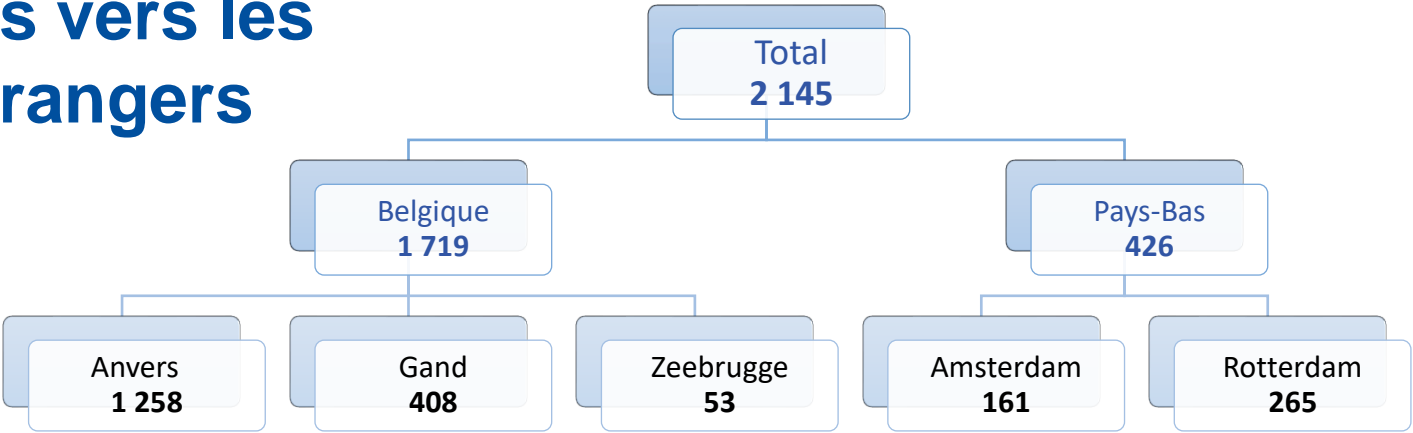 s vers les
rangers
Total
2 145
Belgique
1 719
Pays-Bas
426
Anvers
1 258
Gand
408
Zeebrugge
53
Amsterdam
161
Rotterdam
265